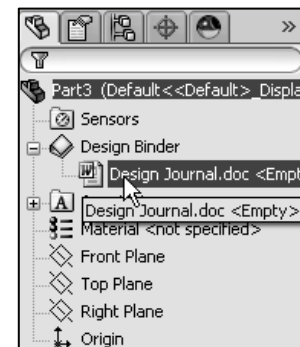 »
Part3 (Default<<Default>_Displa
Sensors
Design Binder
Design Journal.doc <Empt
A
Design Journal.doc <Empty>
Material <not specified>
Front Plane
Top Plane
Right Plane
Origin